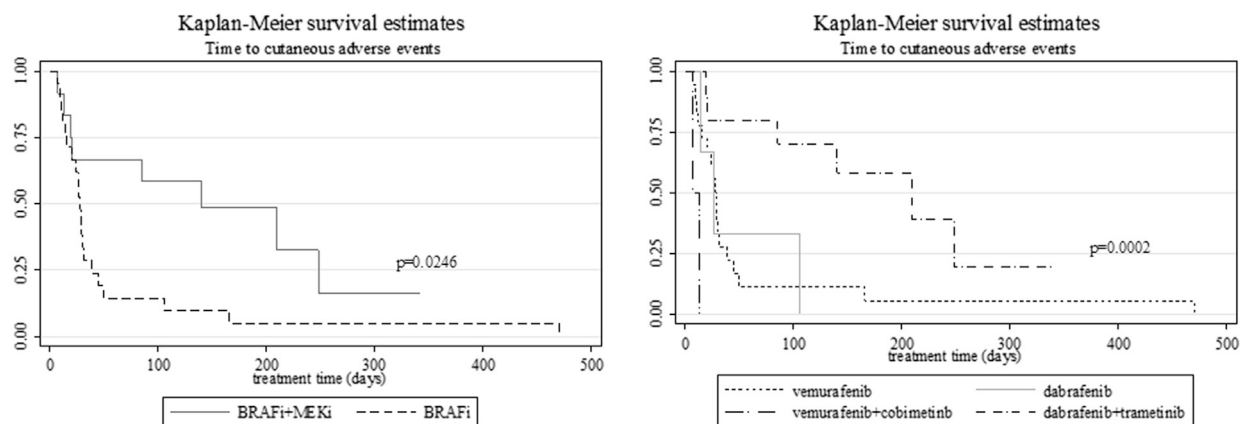 Kaplan-Meier survival estimates
Time to cutaneous adverse events
1.00
0.75
0.50
0.25
0.00
p=0.0246
0 100 200 300 400 500
treatment time (days)
BRAFi+MEKi BRAFi
Kaplan-Meier survival estimates
Time to cutaneous adverse events
1.00
0.75
0.50
0.25
0.00
p=0.0002
0 100 200 300 400 500
treatment time (days)
vemurafenib dabrafenib
vemurafenib+cobimetinb dabrafenib+trametinib